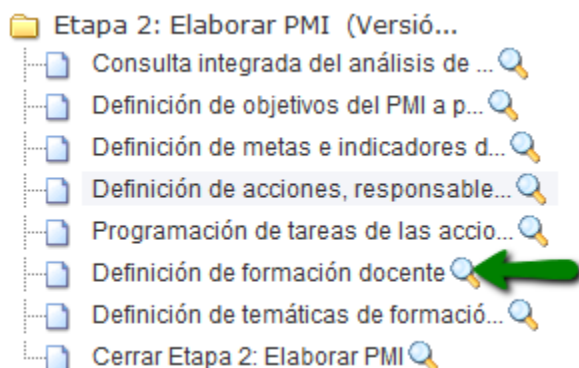 Etapa 2: Elaborar PMI (Versió...
Consulta integrada del análisis de ...
Definición de objetivos del PMI a p...
Definición de metas e indicadores d...
Definición de acciones, responsable...
Programación de tareas de las accio...
Definición de formación docente
Definición de temáticas de formació...
Cerrar Etapa 2: Elaborar PMI